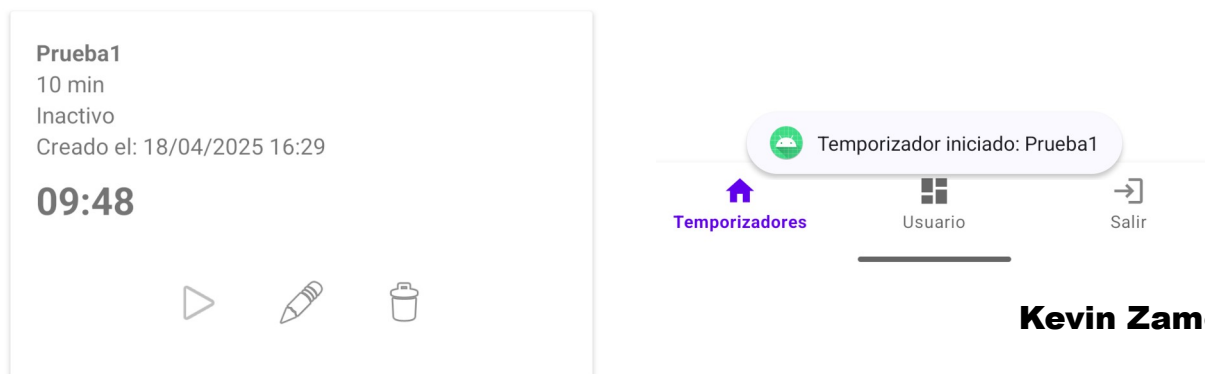 Prueba1
10 min
Inactivo
Creado el: 18/04/2025 16:29
09:48
Temporizador iniciado: Prueba1
Temporizadores
Usuario
Salir
Kevin